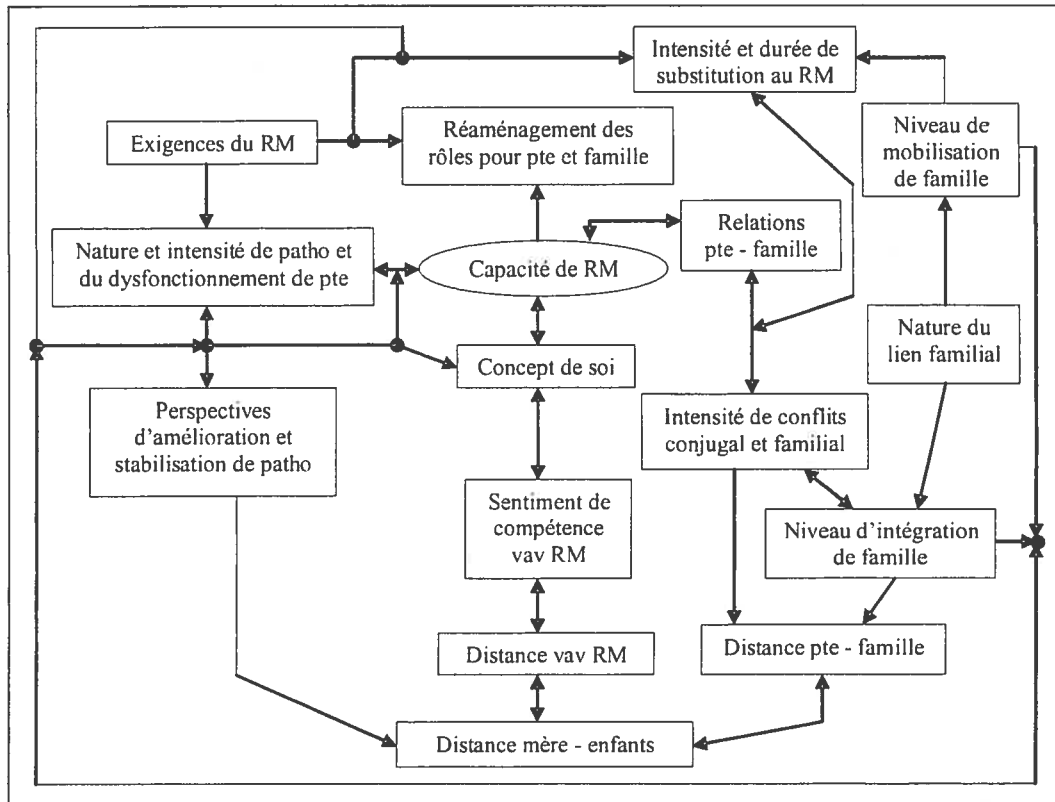 Intensité et durée de
substitution au RM
Exigences du RM
Réaménagement des
rôles pour pte et famille
Niveau de
mobilisation
de famille
Relations
pte - famille
Nature et intensité de patho et
du dysfonctionnement de pte
Capacité de RM
Nature du
lien familial
Concept de soi
Perspectives
d'amélioration et
stabilisation de patho
Intensité de conflits
conjugal et familial
Sentiment de
compétence
vav RM
Niveau d'intégration
de famille
Distance vav RM
Distance pte - famille
Distance mère - enfants